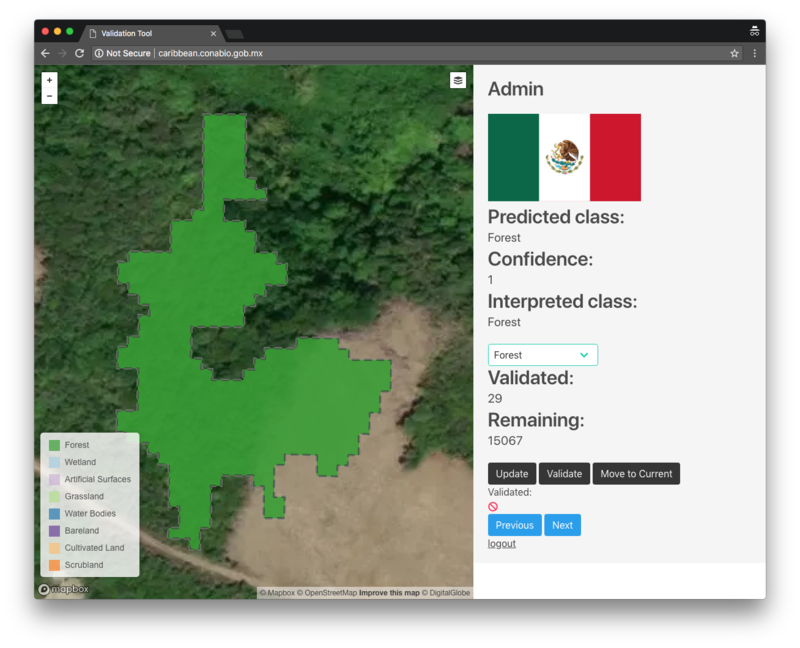 Validation Tool
Not Secure | caribbean.conabio.gob.mx
+
−
Admin
Predicted class:
Forest
Confidence:
1
Interpreted class:
Forest
Forest
Validated:
29
Remaining:
15067
Update Validate Move to Current
Validated:
Previous Next
logout
Forest
Wetland
Artificial Surfaces
Grassland
Water Bodies
Bareland
Cultivated Land
Scrubland
mapbox
© Mapbox © OpenStreetMap Improve this map © DigitalGlobe